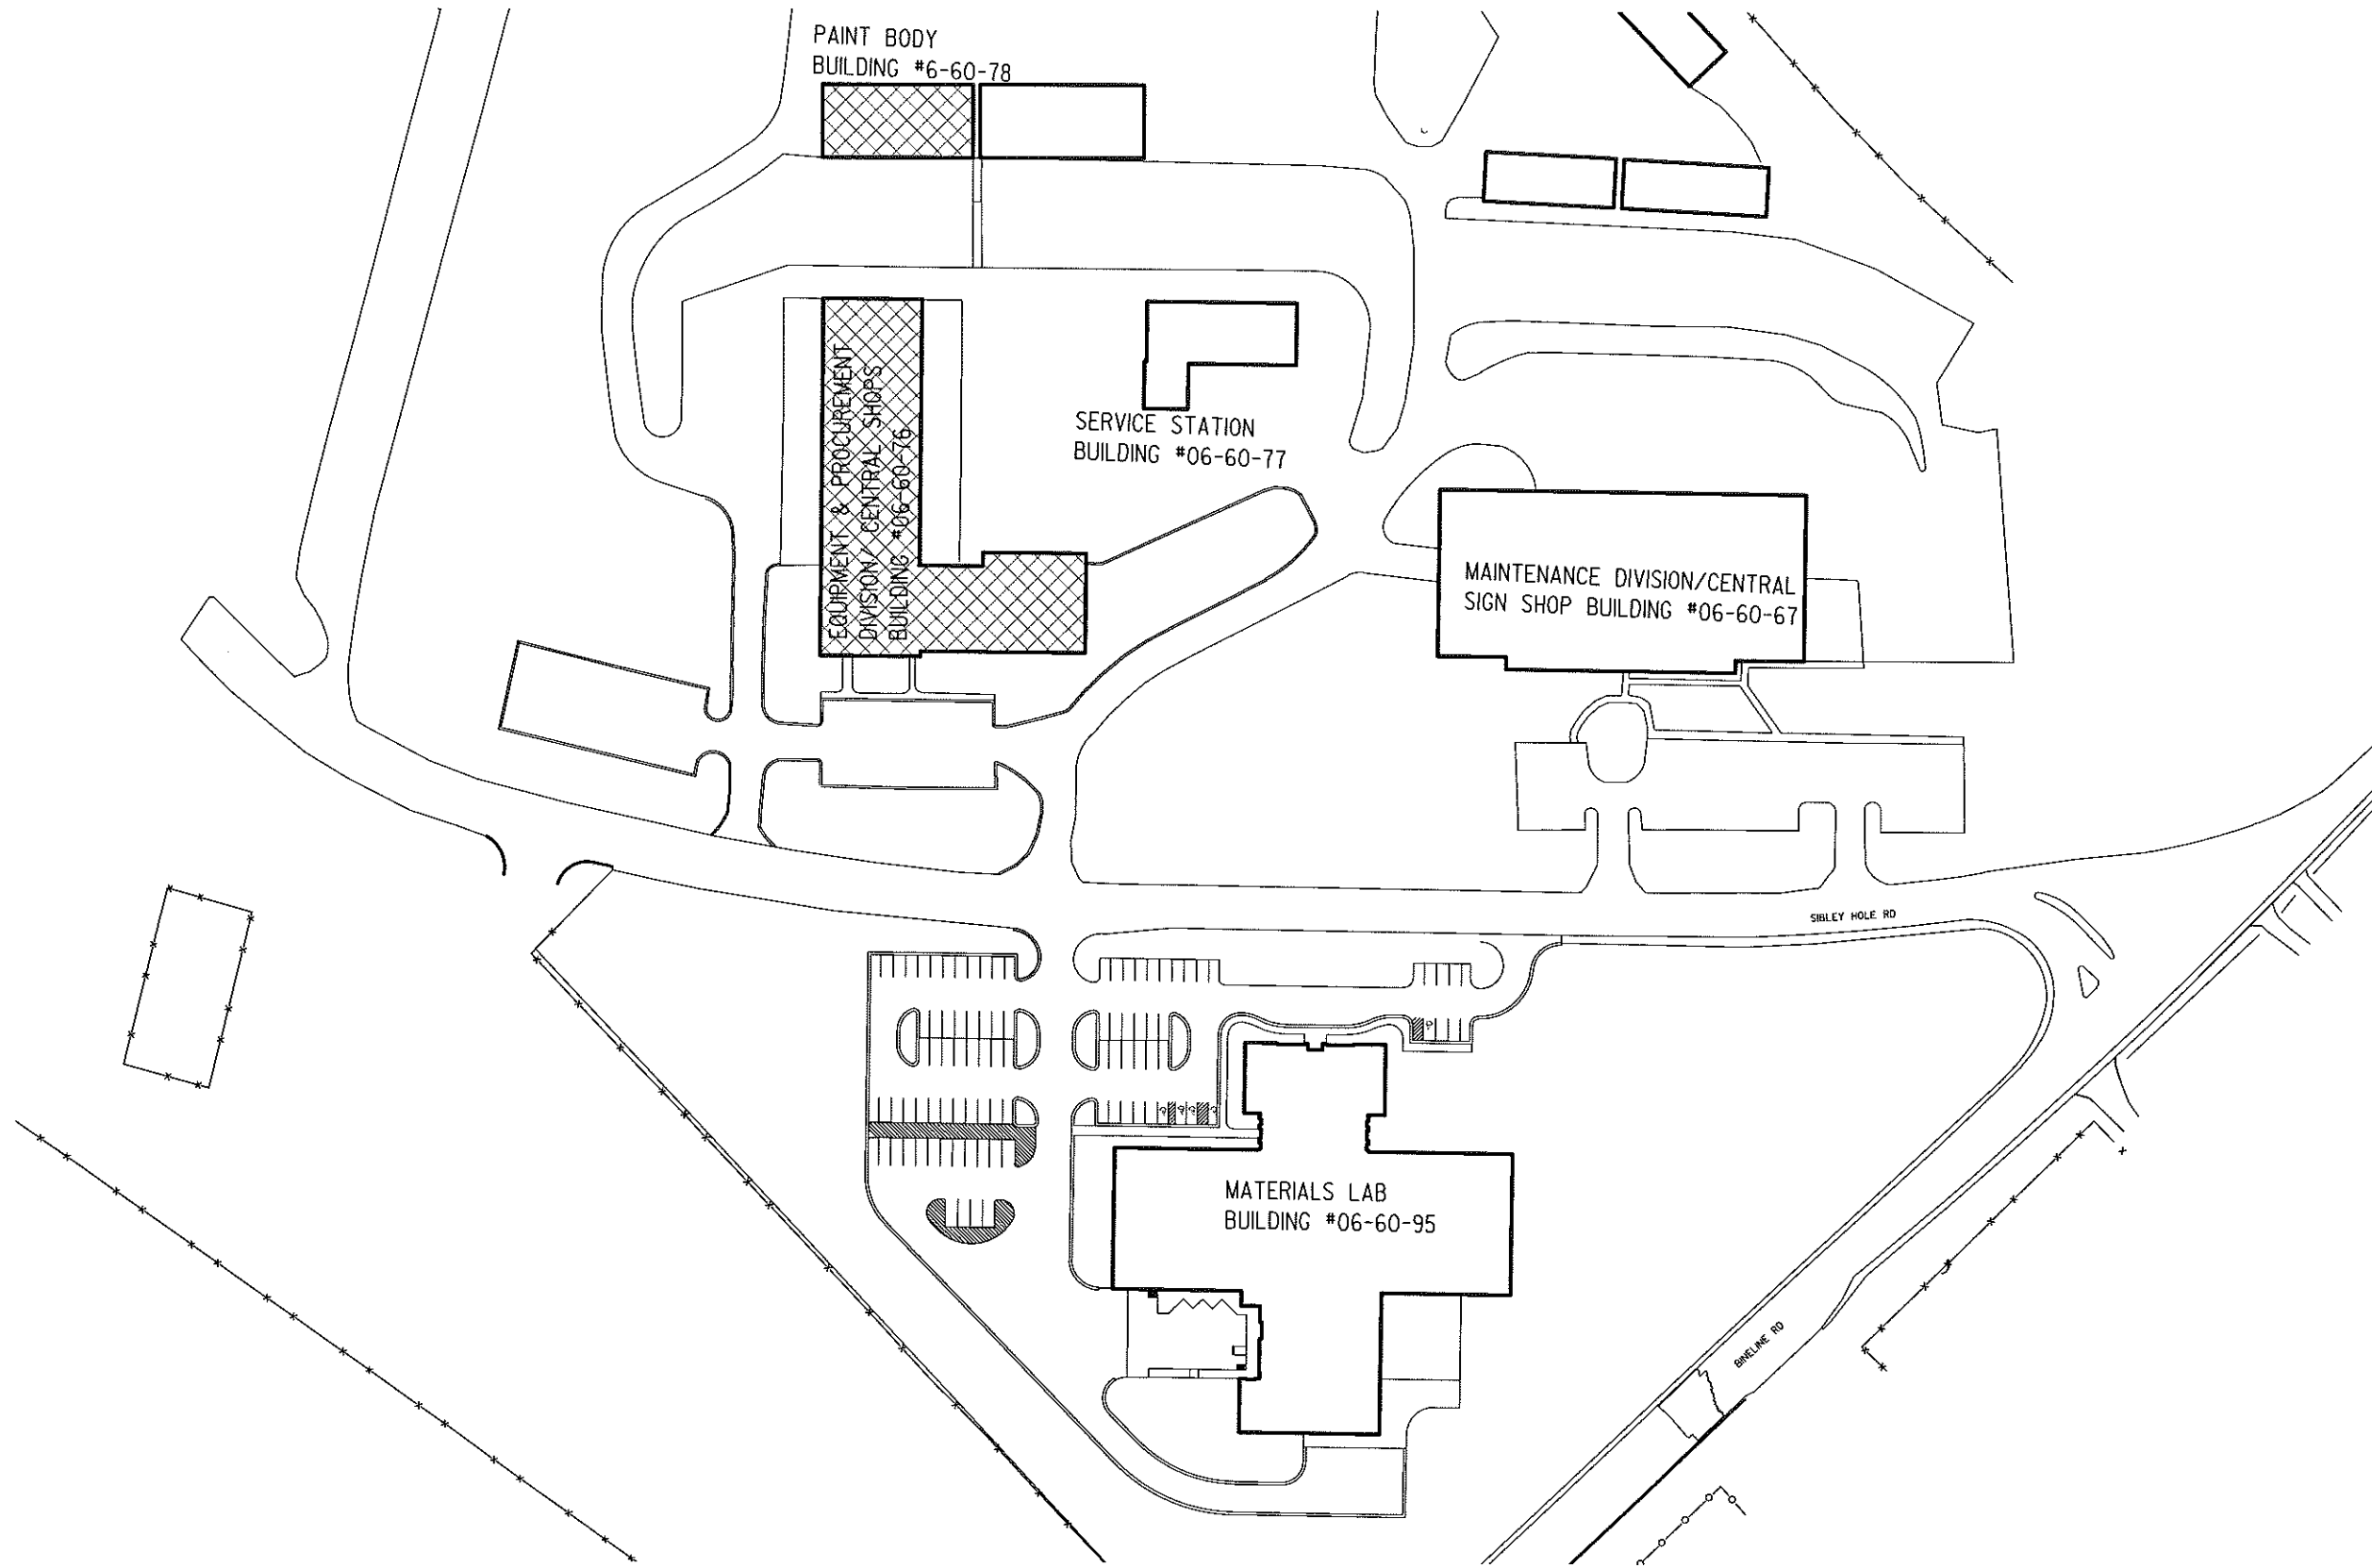 PAINT BODY
BUILDING #6-60-78
EQUIPMENT & PROCUREMENT
DIVISION/ CENTRAL SHOPS
BUILDING #06-60-76
SERVICE STATION
BUILDING #06-60-77
MAINTENANCE DIVISION/CENTRAL
SIGN SHOP BUILDING #06-60-67
SIBLEY HOLE RD
MATERIALS LAB
BUILDING #06-60-95
BINELINE RD